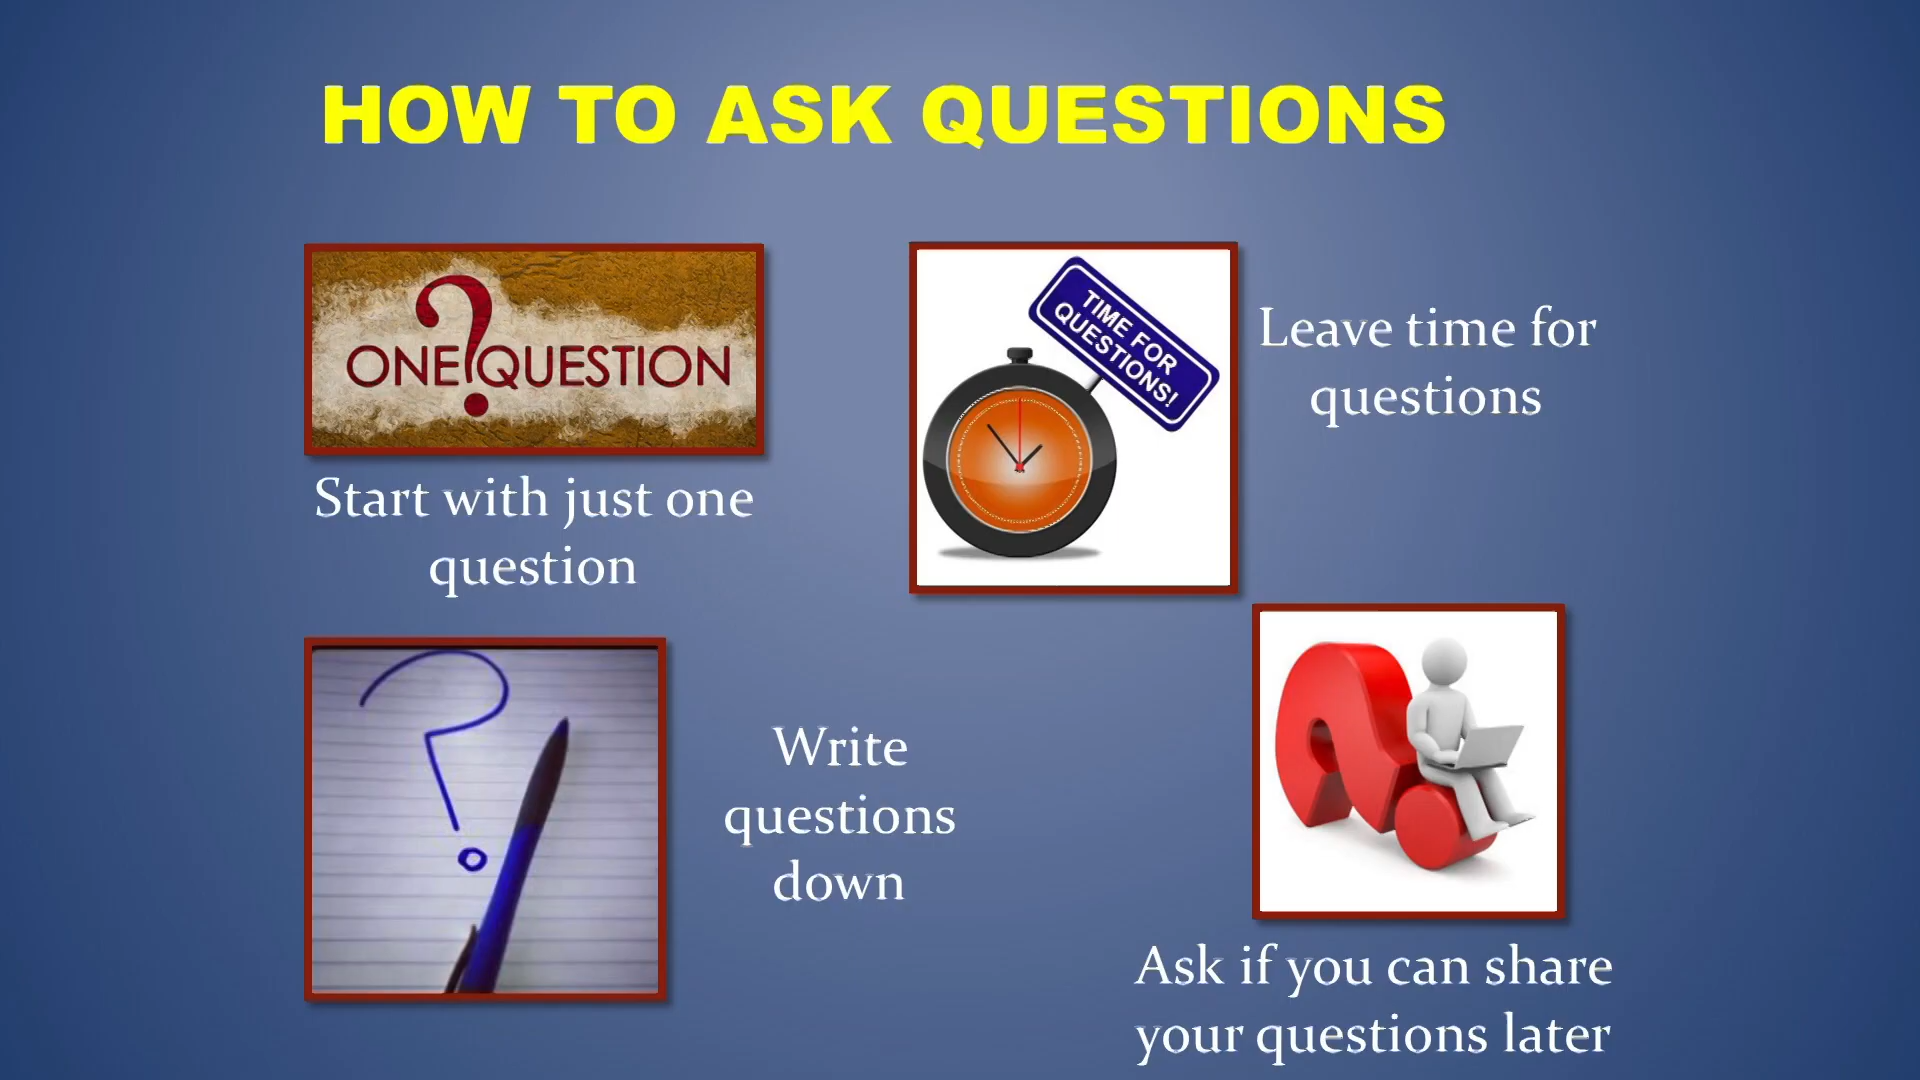 HOW TO ASK QUESTIONS
ONE?QUESTION
Start with just one
question
TIME FOR
QUESTIONS!
Leave time for
questions
?
Write
questions
down
Ask if you can share
your questions later